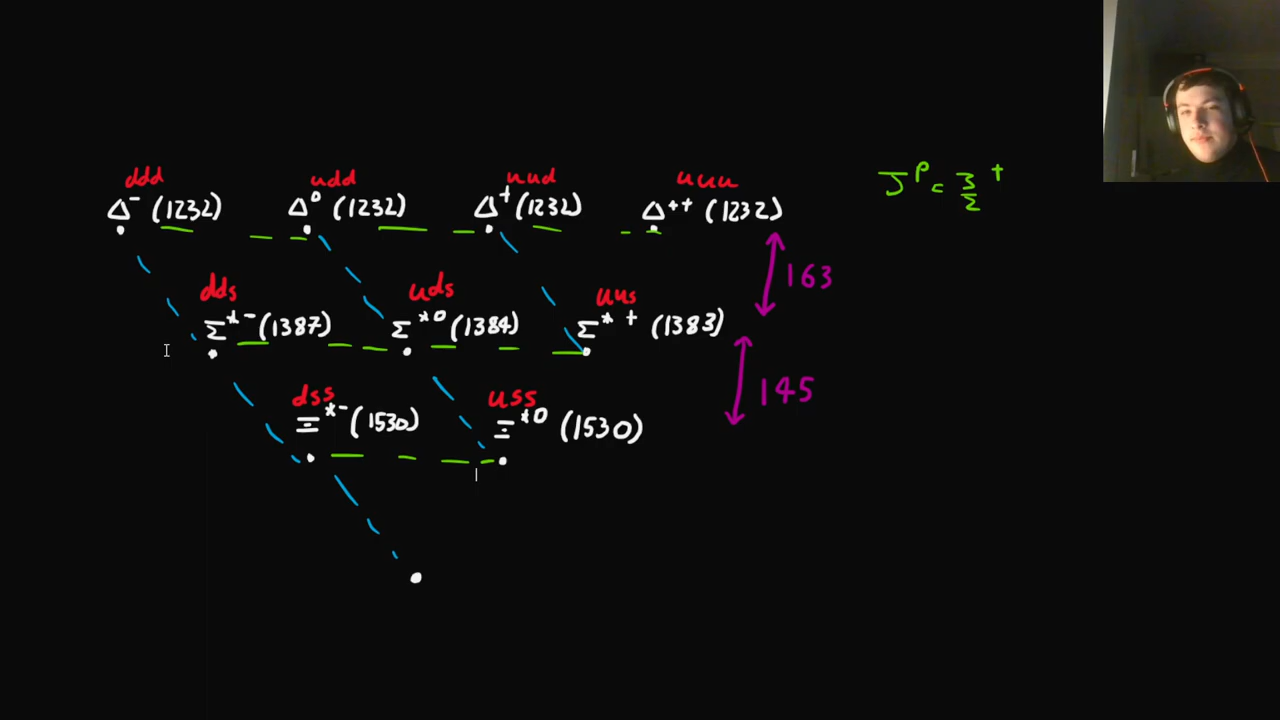 ddd udd uud uuu
Δ⁻ (1232) Δ⁰ (1232) Δ⁺ (1232) Δ⁺⁺ (1232)
J^P = 3/2 ⁺
163
dds uds uus
Σ*⁻ (1387) Σ*⁰ (1384) Σ*⁺ (1383)
145
dss uss
Ξ*⁻ (1530) Ξ*⁰ (1530)